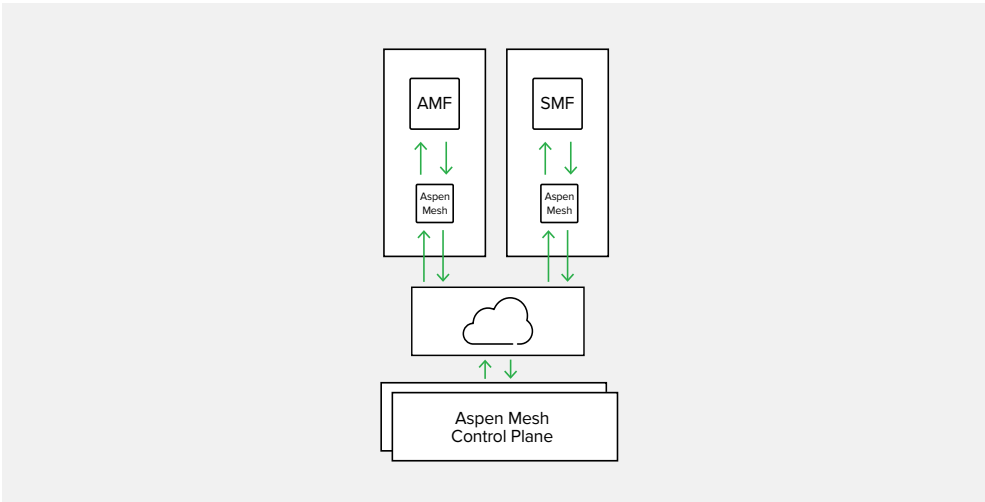 AMF
SMF
Aspen
Mesh
Aspen
Mesh
Aspen Mesh
Control Plane